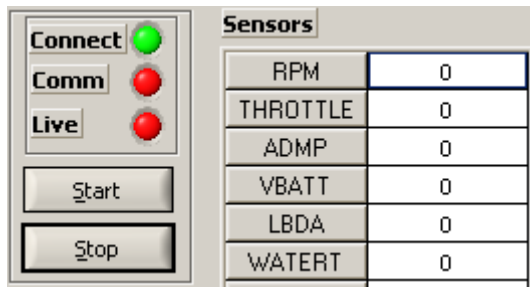 Connect
Comm
Live
Start
Stop
Sensors
RPM 0
THROTTLE 0
ADMP 0
VBATT 0
LBDA 0
WATERT 0